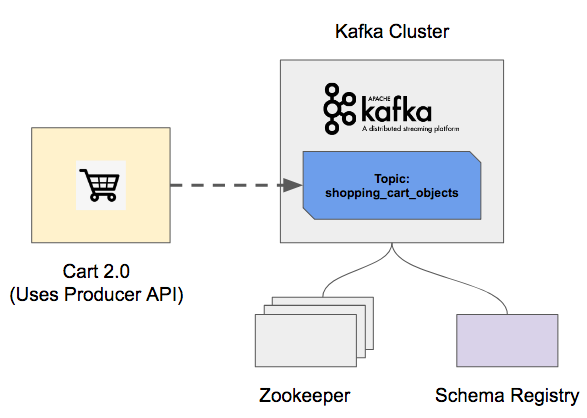 Kafka Cluster
APACHE
kafka
A distributed streaming platform
Topic:
shopping_cart_objects
Cart 2.0
(Uses Producer API)
Zookeeper
Schema Registry